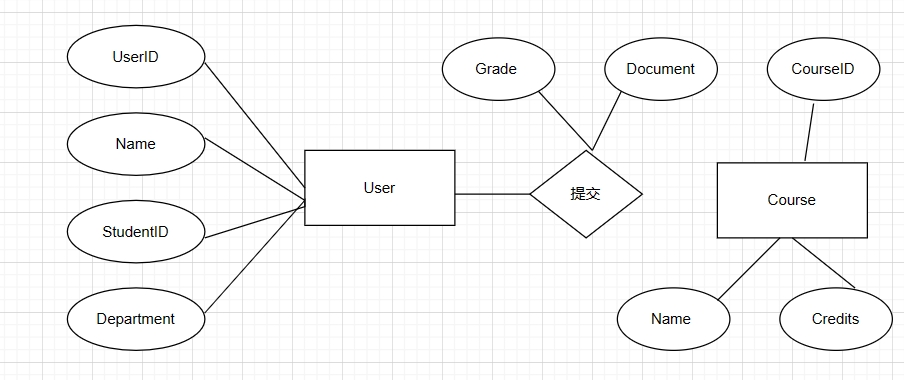 UserID
Name
StudentID
Department
User
Grade
Document
提交
CourseID
Course
Name
Credits